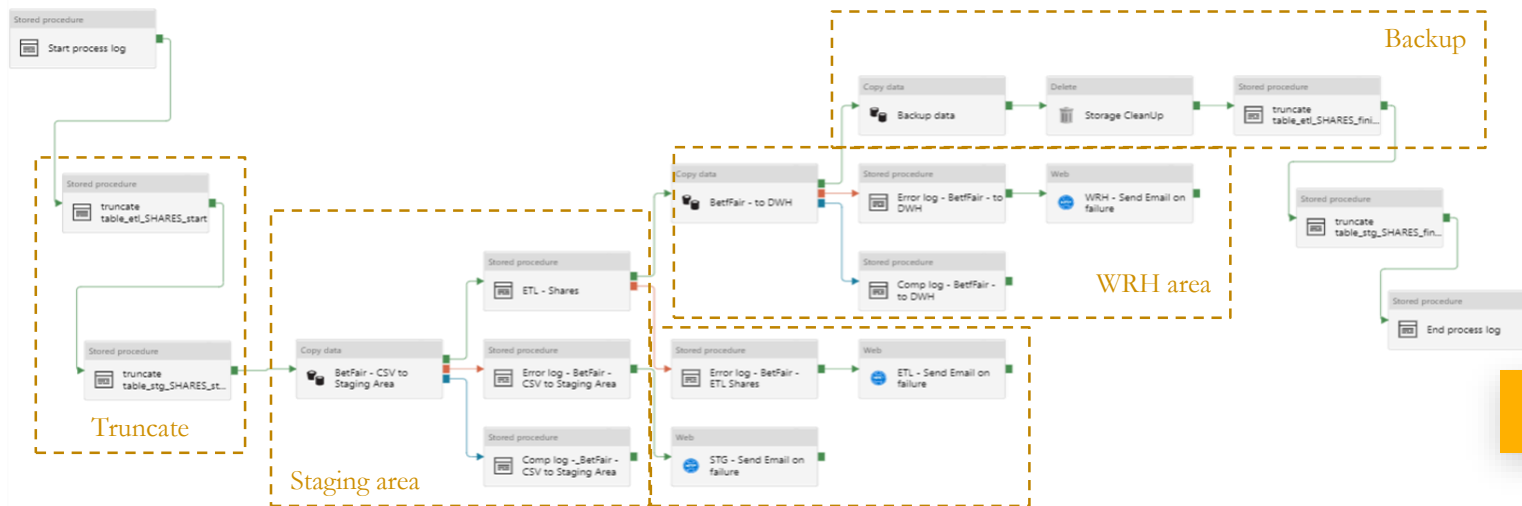 Stored procedure
Start process log
Backup
Copy data
Backup data
Delete
Storage CleanUp
Stored procedure
truncate
table_etl_SHARES_fini...
Stored procedure
truncate
table_etl_SHARES_start
Copy data
BetfFair - to DWH
Stored procedure
Error log - BetfFair - to
DWH
Web
WRH - Send Email on
failure
Stored procedure
truncate
table_stg_SHARES_fin...
Stored procedure
ETL - Shares
Stored procedure
Comp log - BetfFair -
to DWH
WRH area
Stored procedure
End process log
Stored procedure
truncate
table_stg_SHARES_st...
Truncate
Copy data
BetFair - CSV to
Staging Area
Stored procedure
Error log - BetFair -
CSV to Staging Area
Stored procedure
Error log - BetFair -
ETL Shares
Web
ETL - Send Email on
failure
Stored procedure
Comp log -_BetFair -
CSV to Staging Area
Web
STG - Send Email on
failure
Staging area